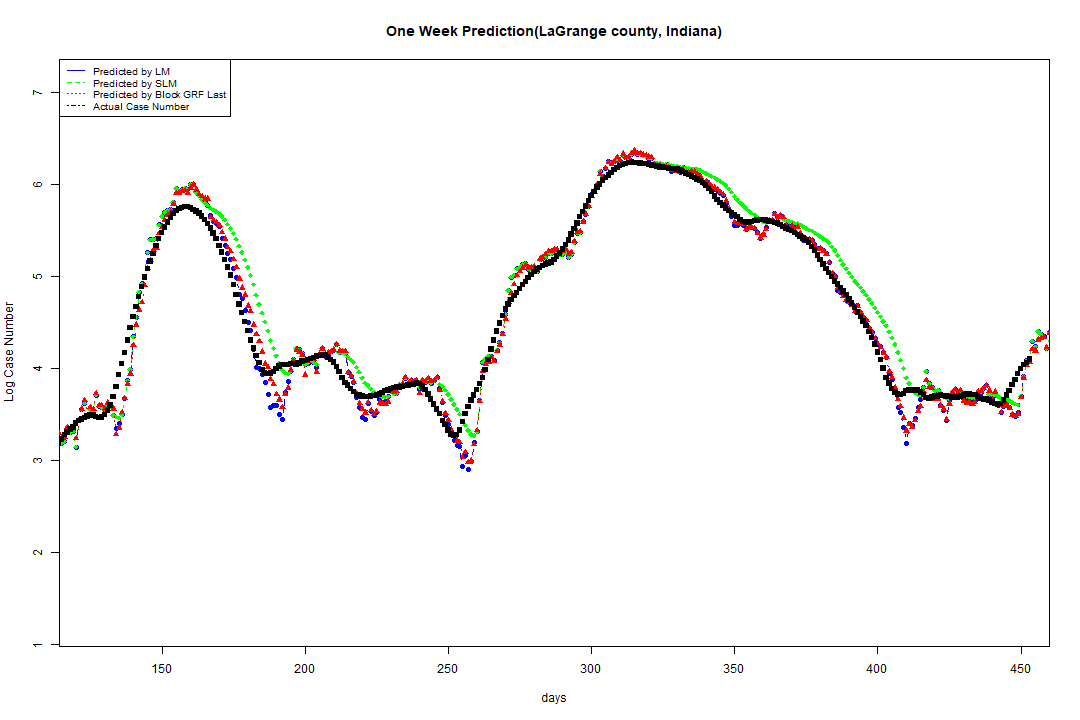 One Week Prediction(LaGrange county, Indiana)
Predicted by LM
Predicted by SLM
Predicted by Block GRF Last
Actual Case Number
7
6
5
4
3
2
1
Log Case Number
150 200 250 300 350 400 450
days